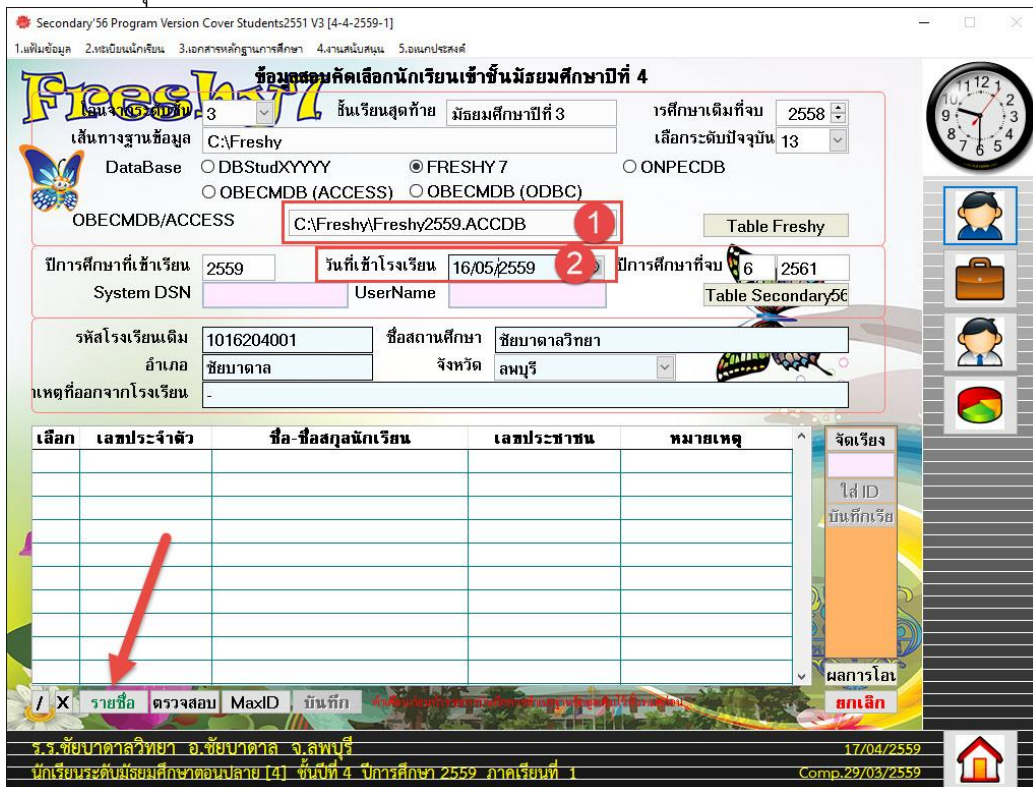 Secondary'56 Program Version Cover Students2551 V3 [4-4-2559-1]
1.แฟ้มข้อมูล 2.ทะเบียนนักเรียน 3.เอกสารหลักฐานการศึกษา 4.งานสนับสนุน 5.อเนกประสงค์
Freshy7
ข้อมูลสอบคัดเลือกนักเรียนเข้าชั้นมัธยมศึกษาปีที่ 4
โอนจากระดับชั้น 3 ชั้นเรียนสุดท้าย มัธยมศึกษาปีที่ 3 ารศึกษาเดิมที่จบ 2558
เส้นทางฐานข้อมูล C:\Freshy เลือกระดับปัจจุบัน 13
DataBase DBStudXYYYY FRESHY 7 ONPECDB
OBECMDB (ACCESS) OBECMDB (ODBC)
OBECMDB/ACCESS C:\Freshy\Freshy2559.ACCDB 1 Table Freshy
ปีการศึกษาที่เข้าเรียน 2559 วันที่เข้าโรงเรียน 16/05/2559 2 ปีการศึกษาที่จบ 6 2561
System DSN UserName Table Secondary56
รหัสโรงเรียนเดิม 1016204001 ชื่อสถานศึกษา ชัยบาดาลวิทยา
อำเภอ ชัยบาดาล จังหวัด ลพบุรี
าเหตุที่ออกจากโรงเรียน -
เลือก เลขประจำตัว ชื่อ-ชื่อสกุลนักเรียน เลขประชาชน หมายเหตุ จัดเรียง
ใส่ ID
บันทึกเรีย
ผลการโอน
/ X รายชื่อ ตรวจสอบ MaxID บันทึก ยกเลิก
ร.ร.ชัยบาดาลวิทยา อ.ชัยบาดาล จ.ลพบุรี 17/04/2559
นักเรียนระดับมัธยมศึกษาตอนปลาย [4] ชั้นปีที่ 4 ปีการศึกษา 2559 ภาคเรียนที่ 1 Comp.29/03/2559